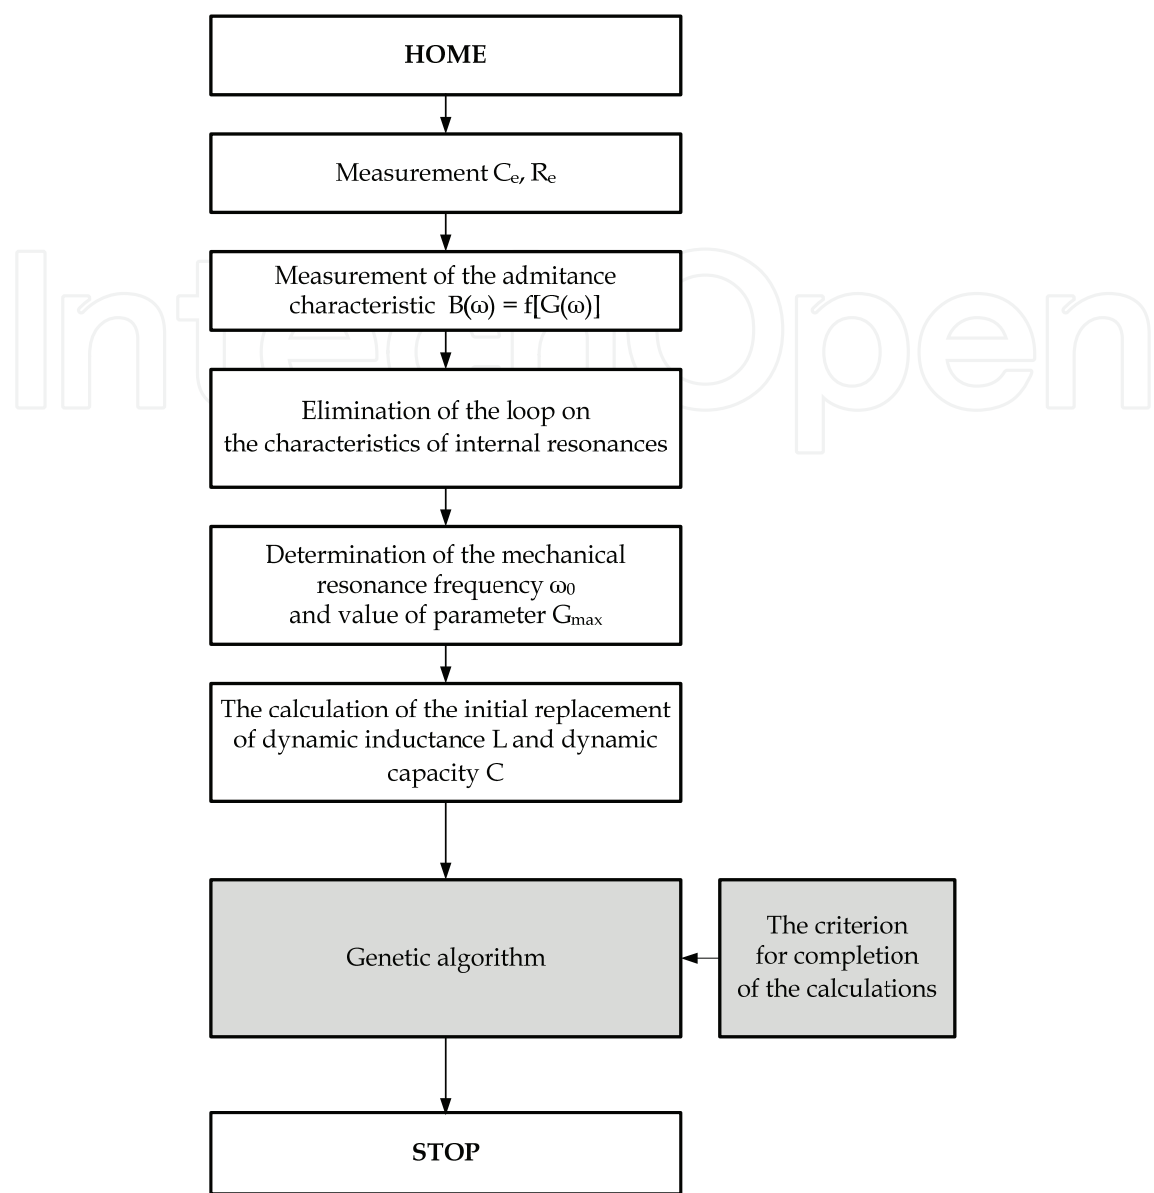 HOME
Measurement Cₑ, Rₑ
Measurement of the admitance
characteristic B(ω) = f[G(ω)]
Elimination of the loop on
the characteristics of internal resonances
Determination of the mechanical
resonance frequency ω₀
and value of parameter Gₘₐₓ
The calculation of the initial replacement
of dynamic inductance L and dynamic
capacity C
Genetic algorithm
The criterion
for completion
of the calculations
STOP
IntechOpen